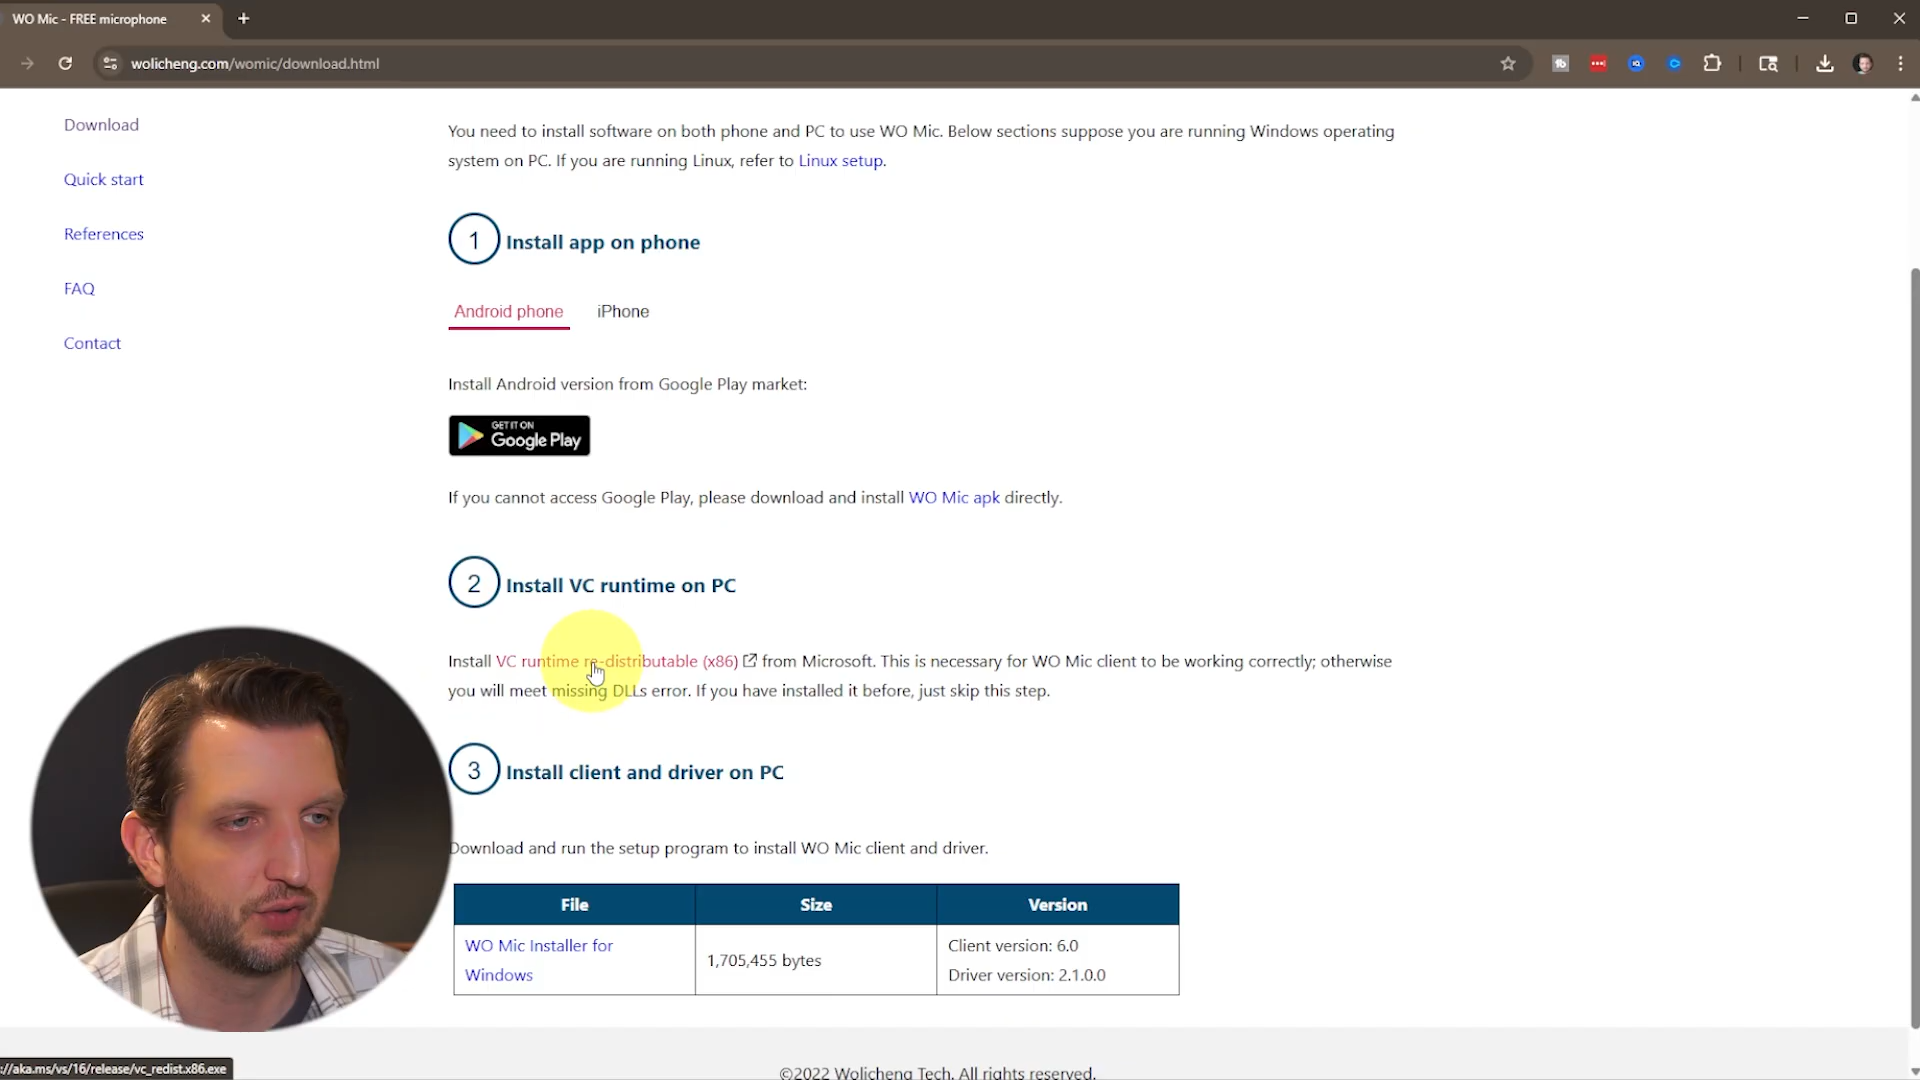 WO Mic - FREE microphone
wolicheng.com/womic/download.html
Download
Quick start
References
FAQ
Contact
You need to install software on both phone and PC to use WO Mic. Below sections suppose you are running Windows operating
system on PC. If you are running Linux, refer to Linux setup.
1 Install app on phone
Android phone iPhone
Install Android version from Google Play market:
GET IT ON
Google Play
If you cannot access Google Play, please download and install WO Mic apk directly.
2 Install VC runtime on PC
Install VC runtime re-distributable (x86) from Microsoft. This is necessary for WO Mic client to be working correctly; otherwise
you will meet missing DLLs error. If you have installed it before, just skip this step.
3 Install client and driver on PC
Download and run the setup program to install WO Mic client and driver.
File Size Version
WO Mic Installer for
Windows
1,705,455 bytes
Client version: 6.0
Driver version: 2.1.0.0
://aka.ms/vs/16/release/vc_redist.x86.exe
©2022 Wolicheng Tech. All rights reserved.